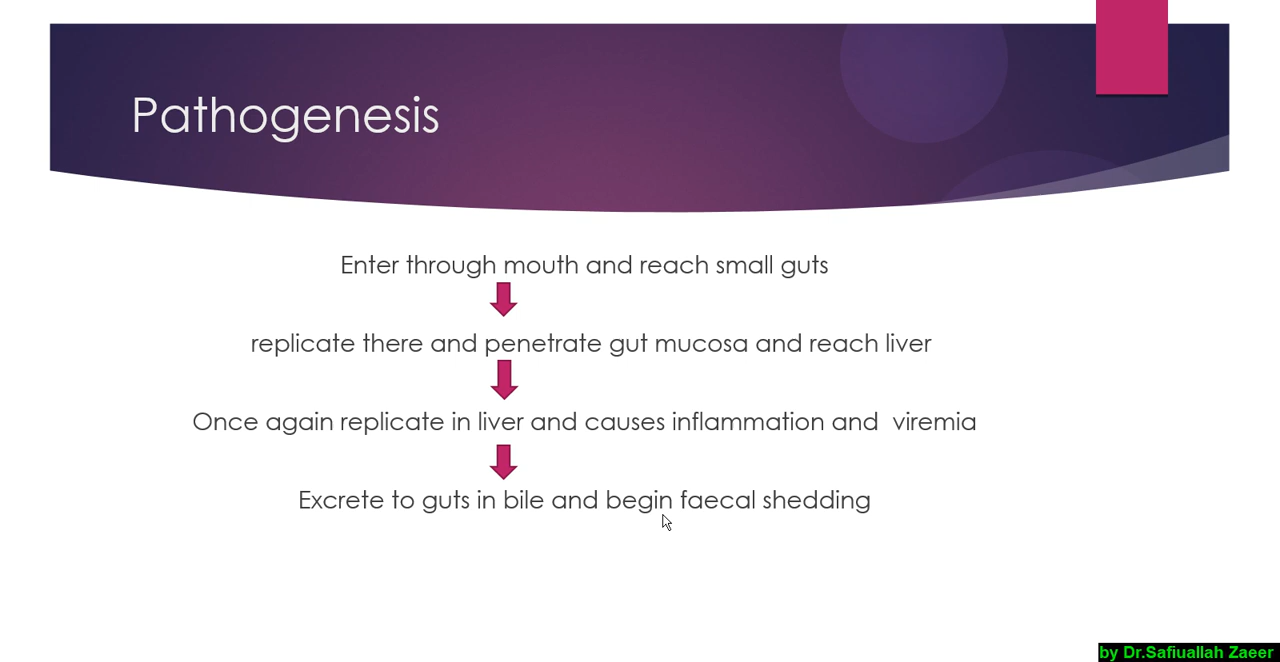 Pathogenesis
Enter through mouth and reach small guts
replicate there and penetrate gut mucosa and reach liver
Once again replicate in liver and causes inflammation and  viremia
Excrete to guts in bile and begin faecal shedding
by Dr.Safiuallah Zaeer